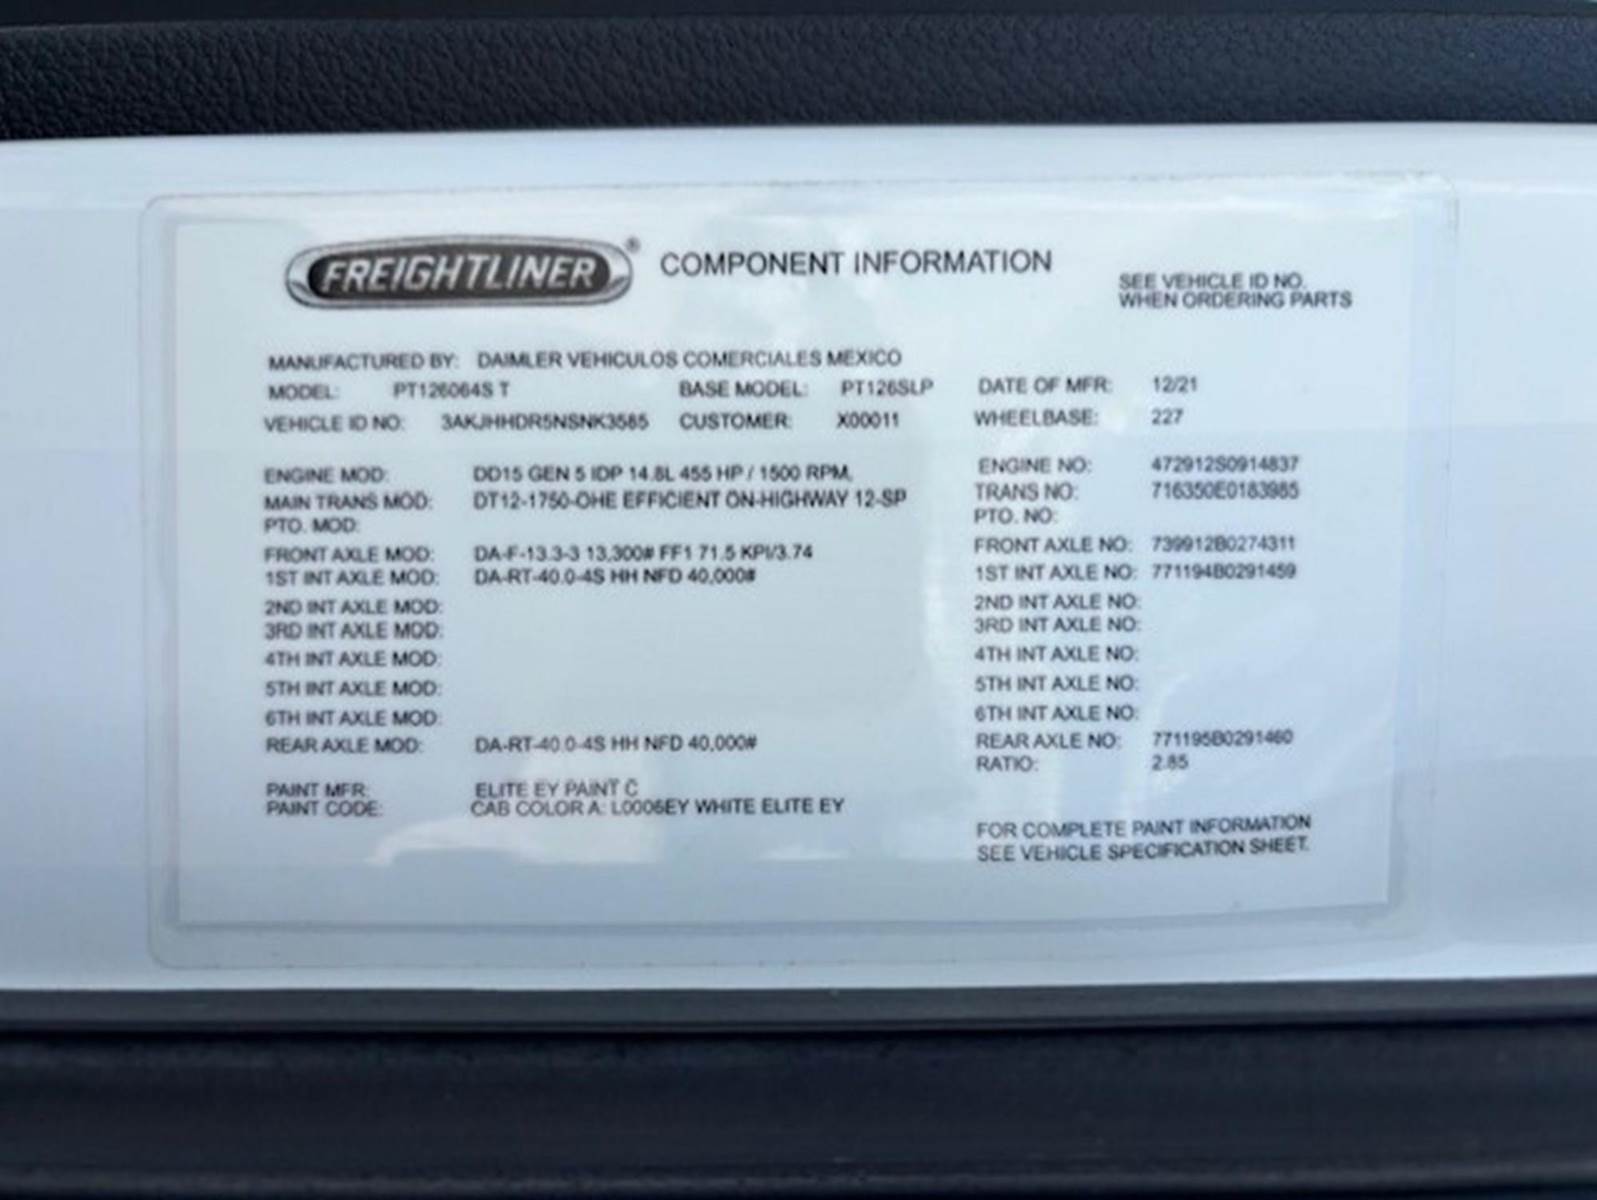 FREIGHTLINER® COMPONENT INFORMATION
SEE VEHICLE ID NO.
WHEN ORDERING PARTS
MANUFACTURED BY: DAIMLER VEHICULOS COMERCIALES MEXICO
MODEL: PT126064S T BASE MODEL: PT126SLP DATE OF MFR: 12/21
VEHICLE ID NO: 3AKJHHDR5NSNK3585 CUSTOMER: X00011 WHEELBASE: 227
ENGINE MOD: DD15 GEN 5 IDP 14.8L 455 HP / 1500 RPM, ENGINE NO: 472912S0914837
MAIN TRANS MOD: DT12-1750-OHE EFFICIENT ON-HIGHWAY 12-SP TRANS NO: 716350E0183985
PTO. MOD: PTO. NO:
FRONT AXLE MOD: DA-F-13.3-3 13,300# FF1 71.5 KPI/3.74 FRONT AXLE NO: 739912B0274311
1ST INT AXLE MOD: DA-RT-40.0-4S HH NFD 40,000# 1ST INT AXLE NO: 771194B0291459
2ND INT AXLE MOD: 2ND INT AXLE NO:
3RD INT AXLE MOD: 3RD INT AXLE NO:
4TH INT AXLE MOD: 4TH INT AXLE NO:
5TH INT AXLE MOD: 5TH INT AXLE NO:
6TH INT AXLE MOD: 6TH INT AXLE NO:
REAR AXLE MOD: DA-RT-40.0-4S HH NFD 40,000# REAR AXLE NO: 771195B0291460
RATIO: 2.85
PAINT MFR: ELITE EY PAINT C
PAINT CODE: CAB COLOR A: L0006EY WHITE ELITE EY
FOR COMPLETE PAINT INFORMATION
SEE VEHICLE SPECIFICATION SHEET.